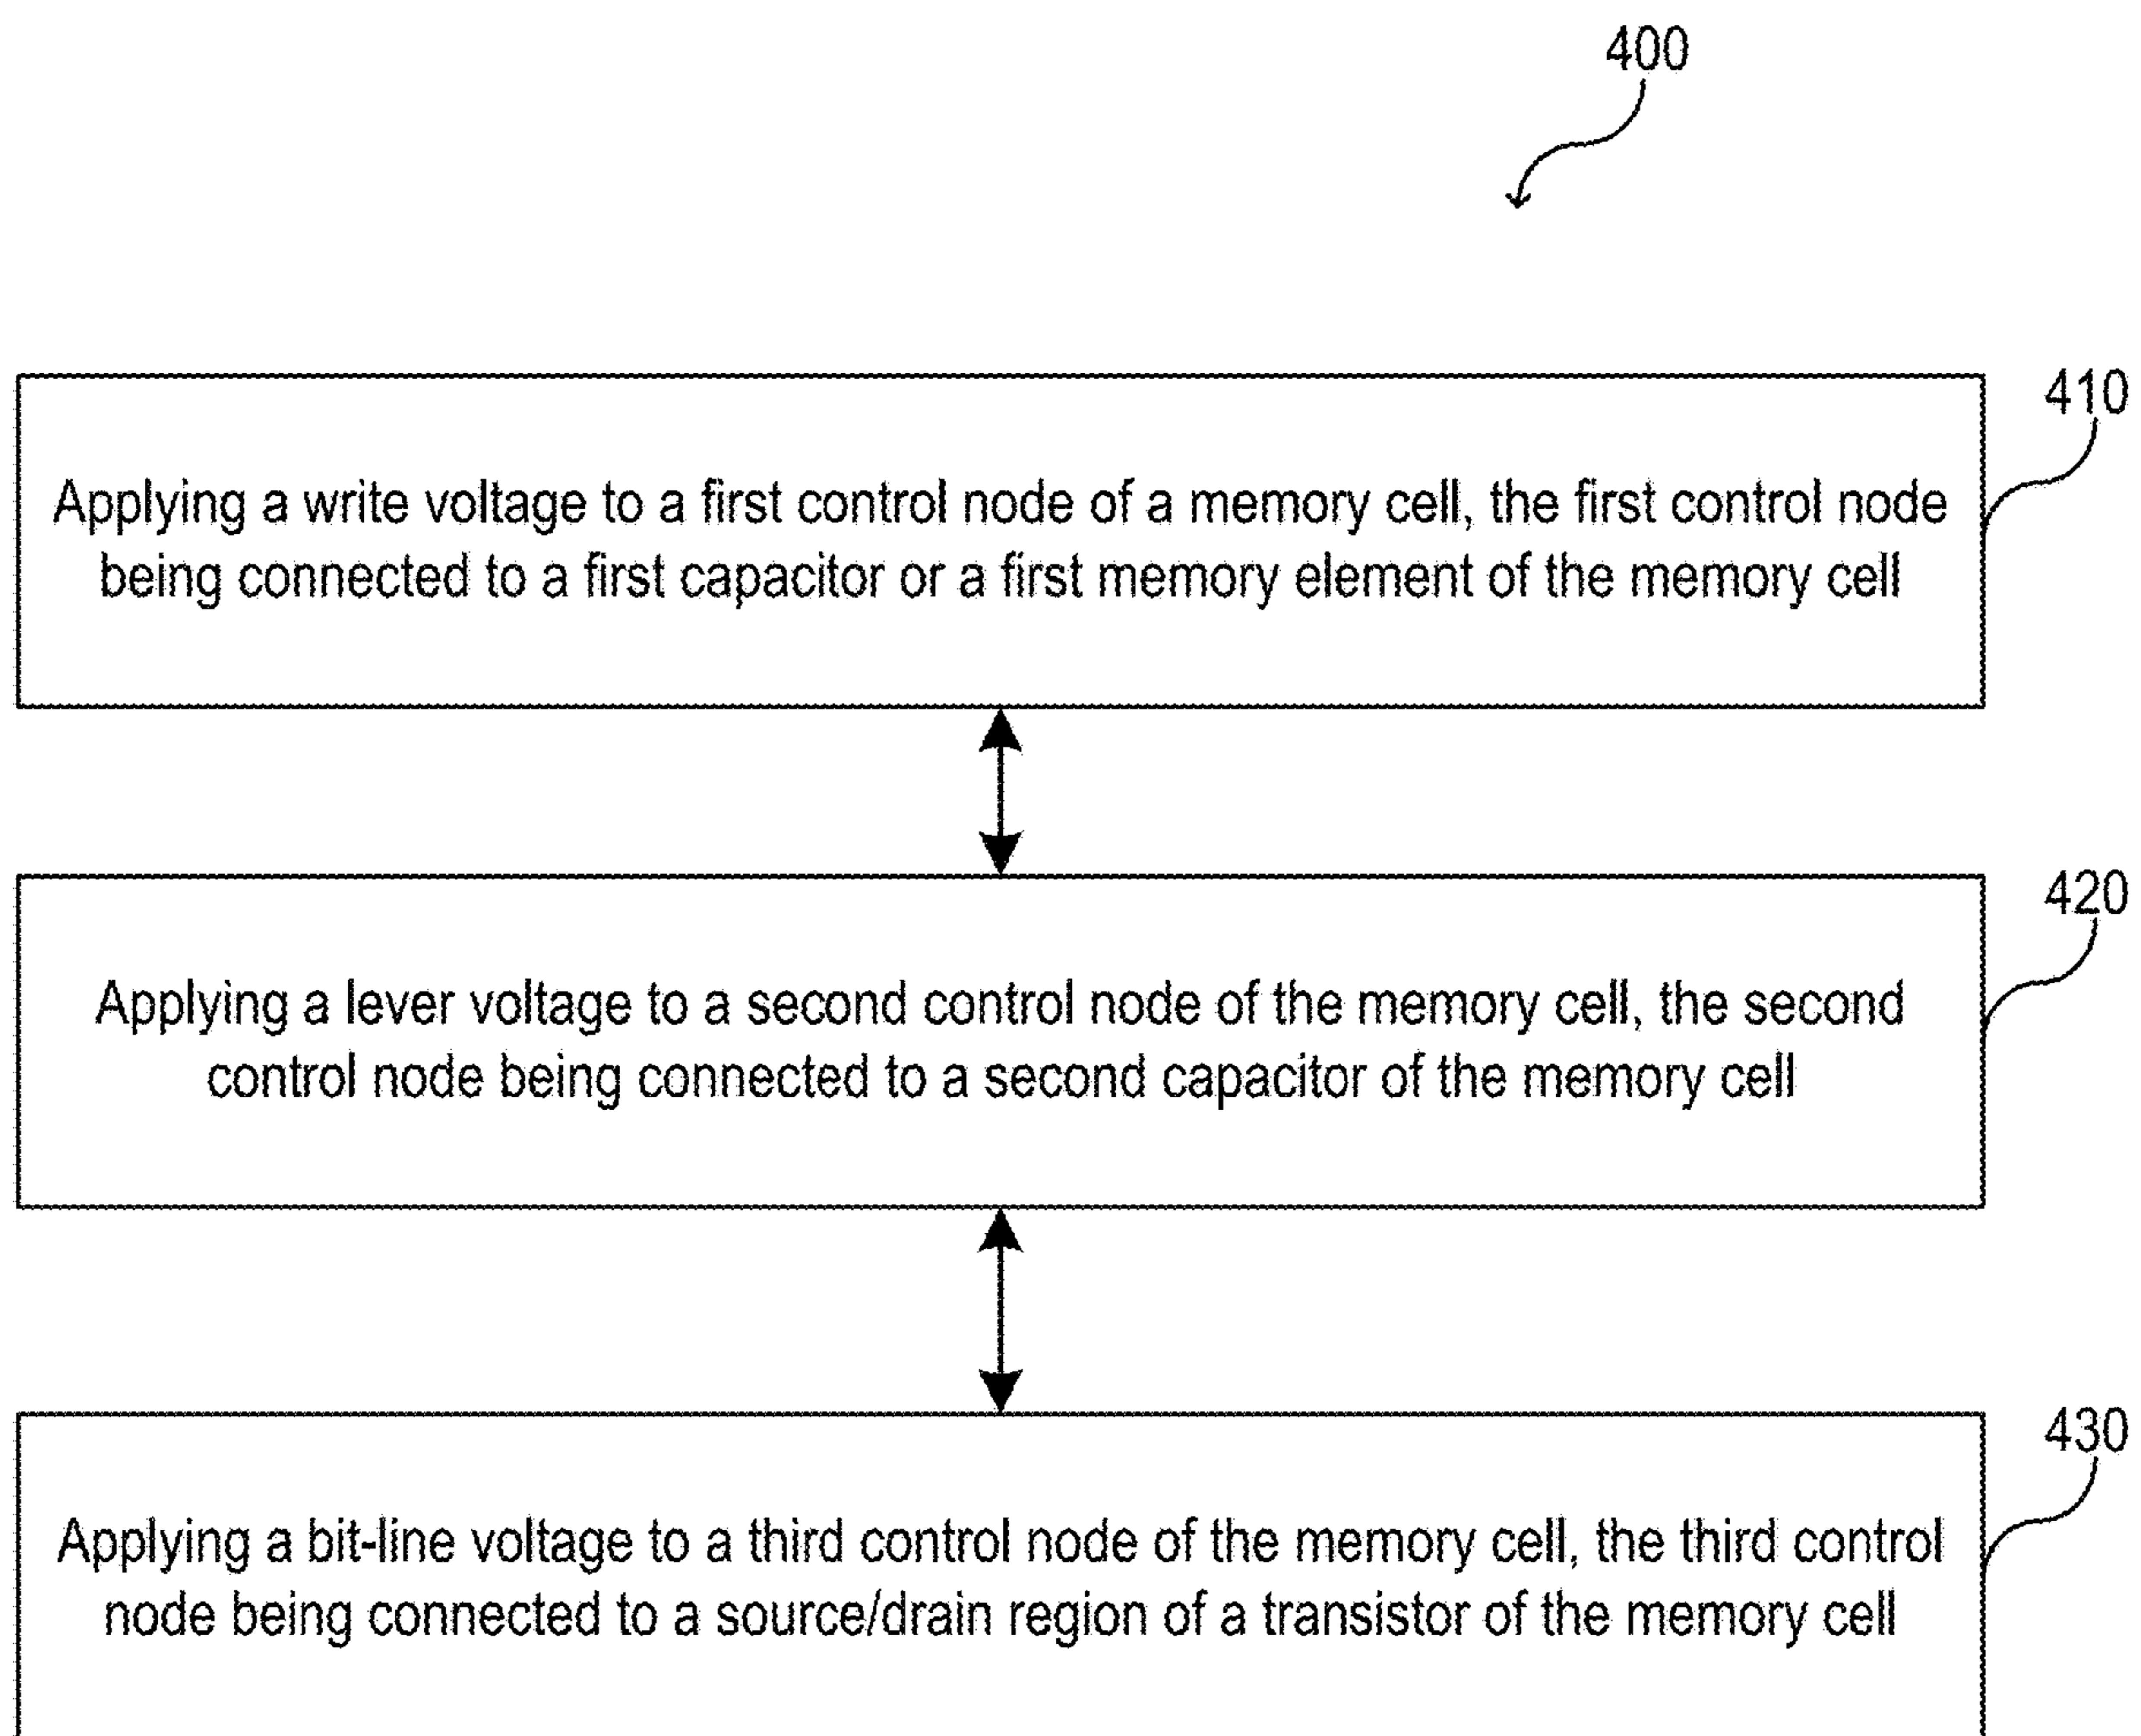 400
410
Applying a write voltage to a first control node of a memory cell, the first control node
being connected to a first capacitor or a first memory element of the memory cell
420
Applying a lever voltage to a second control node of the memory cell, the second
control node being connected to a second capacitor of the memory cell
430
Applying a bit-line voltage to a third control node of the memory cell, the third control
node being connected to a source/drain region of a transistor of the memory cell